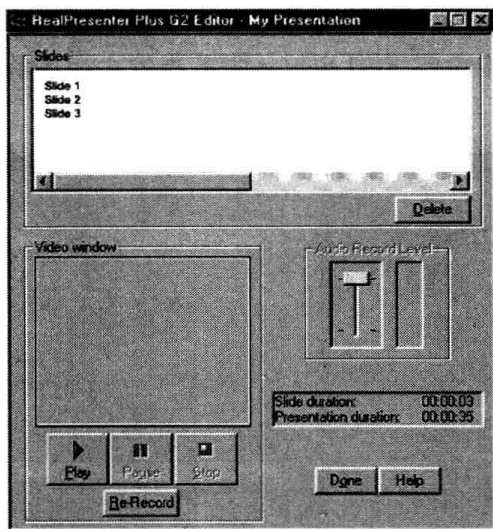 RealPresenter Plus G2 Editor - My Presentation
Slides
Slide 1
Slide 2
Slide 3
Delete
Video window
Audio Record Level
Slide duration: 00:00:03
Presentation duration: 00:00:35
Play Pause Stop
Done Help
Re-Record